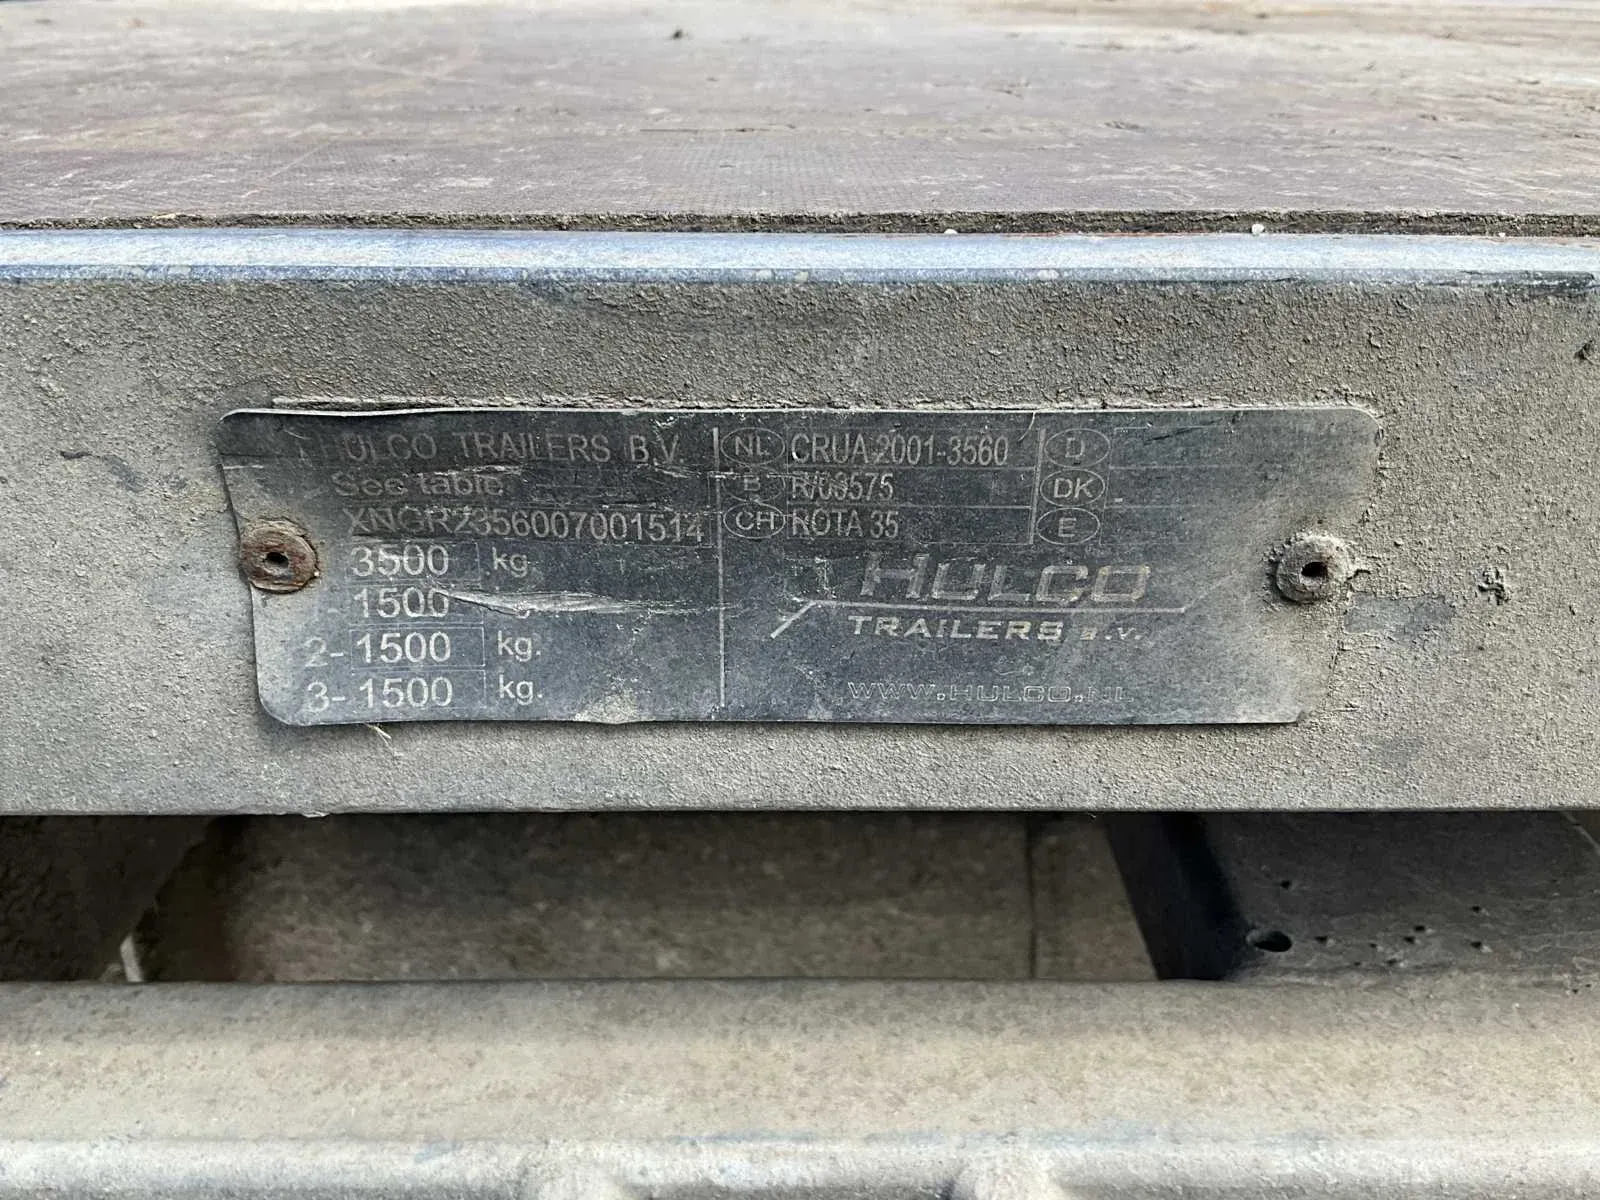 HULCO TRAILERS B.V.
See table
XNGR2356007001514
3500 kg.
1500
2- 1500 kg.
3- 1500 kg.
NL CRUA 2001-3560
B R/03575
CH ROTA 35
D
DK
E
HULCO
TRAILERS B.V.
WWW.HULCO.NL